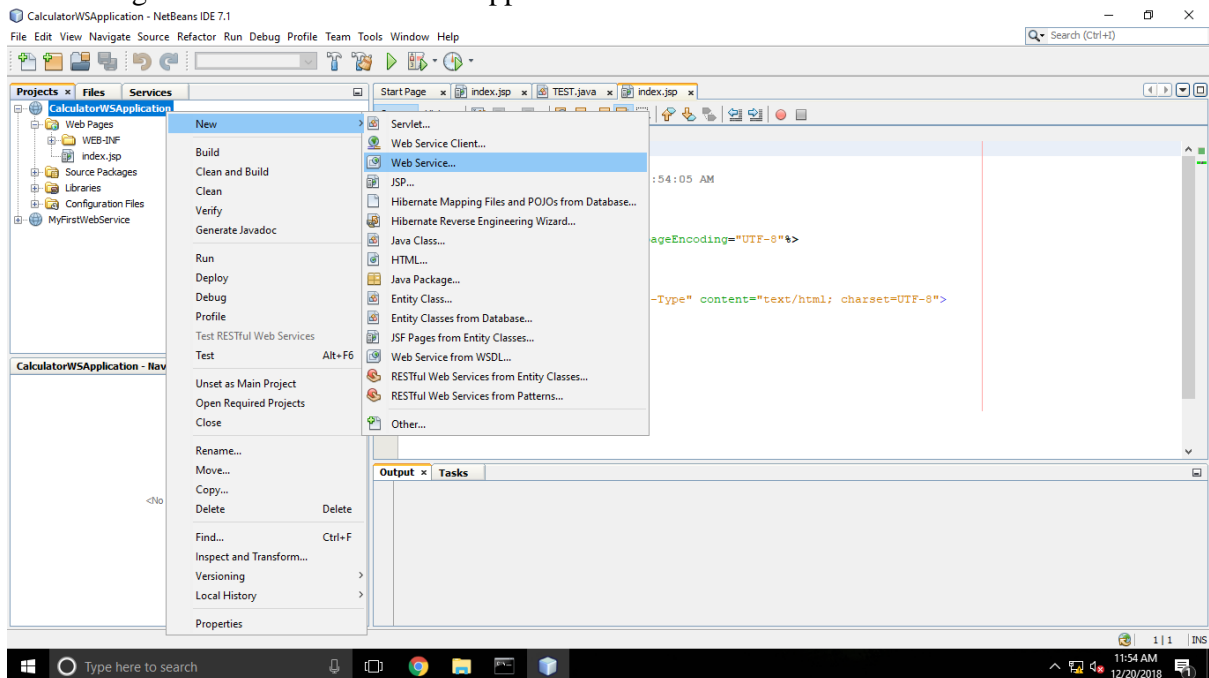 CalculatorWSApplication - NetBeans IDE 7.1
File Edit View Navigate Source Refactor Run Debug Profile Team Tools Window Help
Search (Ctrl+I)
Projects Files Services
CalculatorWSApplication
Web Pages
WEB-INF
index.jsp
Source Packages
Libraries
Configuration Files
MyFirstWebService
CalculatorWSApplication - Nav
<No
New
Build
Clean and Build
Clean
Verify
Generate Javadoc
Run
Deploy
Debug
Profile
Test RESTful Web Services
Test Alt+F6
Unset as Main Project
Open Required Projects
Close
Rename...
Move...
Copy...
Delete Delete
Find... Ctrl+F
Inspect and Transform...
Versioning
Local History
Properties
Servlet...
Web Service Client...
Web Service...
JSP...
Hibernate Mapping Files and POJOs from Database...
Hibernate Reverse Engineering Wizard...
Java Class...
HTML...
Java Package...
Entity Class...
Entity Classes from Database...
JSF Pages from Entity Classes...
Web Service from WSDL...
RESTful Web Services from Entity Classes...
RESTful Web Services from Patterns...
Other...
Start Page index.jsp TEST.java index.jsp
:54:05 AM
ageEncoding="UTF-8"%>
-Type" content="text/html; charset=UTF-8">
Output Tasks
1 | 1 INS
Type here to search
11:54 AM
12/20/2018